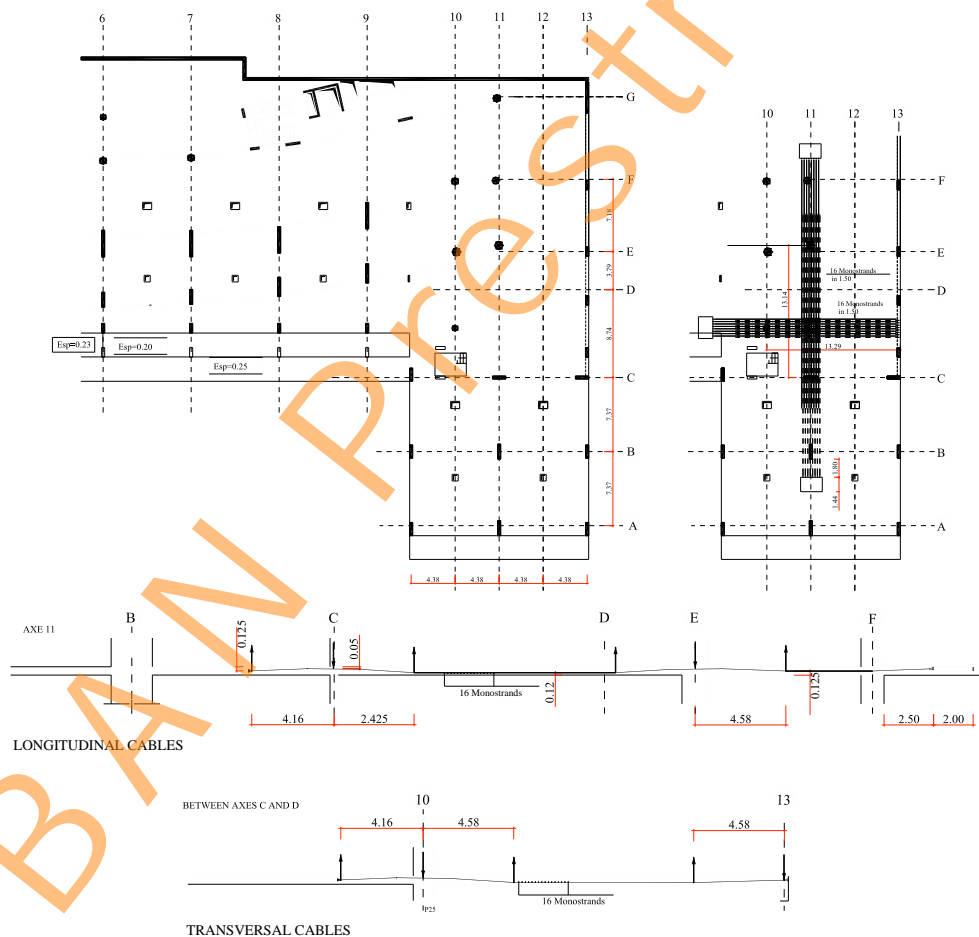 6 7 8 9 10 11 12 13
G
F
E
D
C
B
A
7.18
3.79
8.74
7.37
7.37
4.38 4.38 4.38 4.38
Esp=0.23
Esp=0.20
Esp=0.25
10 11 12 13
F
E
D
C
B
A
16 Monostrands
in 1.50
16 Monostrands
in 1.50
13.14
13.29
1.80
1.44
AXE 11
B C D E F
0.125
0.05
0.12
0.125
16 Monostrands
4.16 2.425 4.58 2.50 2.00
LONGITUDINAL CABLES
BETWEEN AXES C AND D
10 13
4.16 4.58 4.58
16 Monostrands
P25
TRANSVERSAL CABLES
BAN Prestr